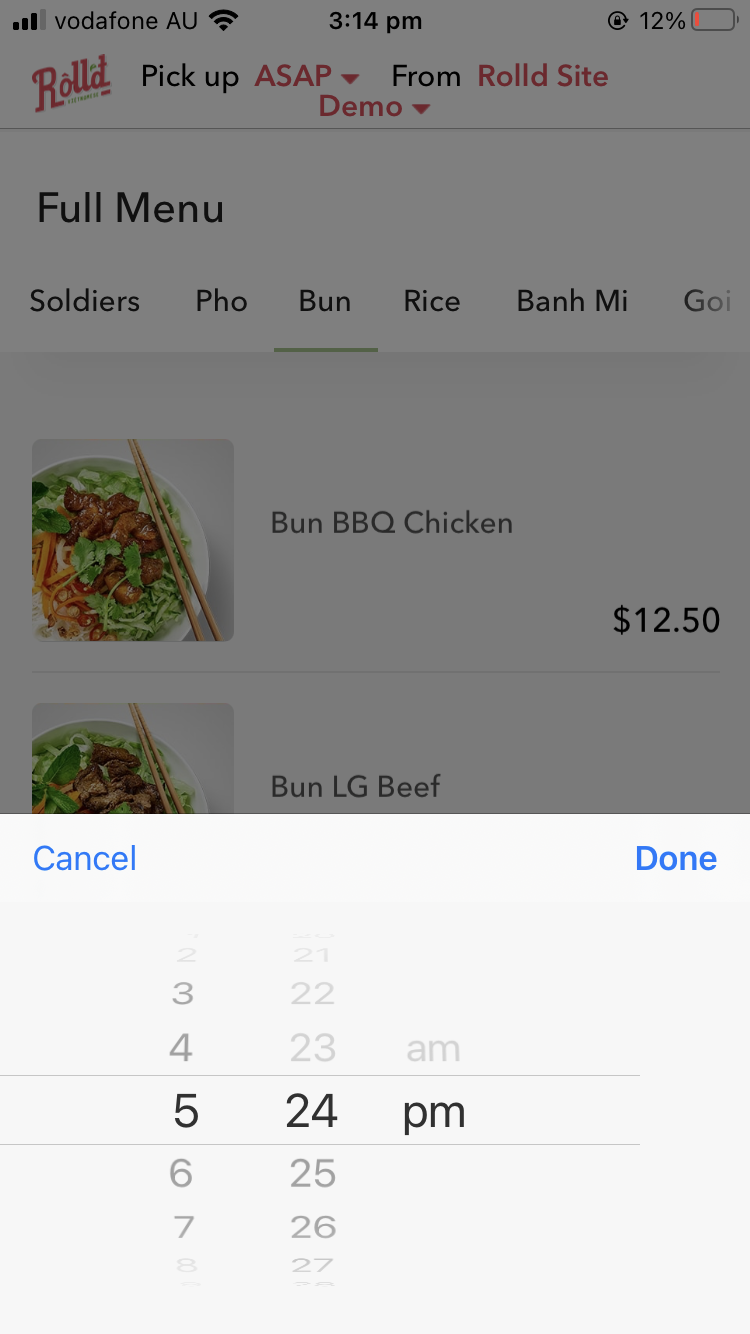 vodafone AU 3:14 pm 12%
Rolld Pick up ASAP From Rolld Site
VIETNAMESE Demo
Full Menu
Soldiers Pho Bun Rice Banh Mi Goi
Bun BBQ Chicken
$12.50
Bun LG Beef
Cancel Done
2 21
3 22
4 23 am
5 24 pm
6 25
7 26
8 27
9 28